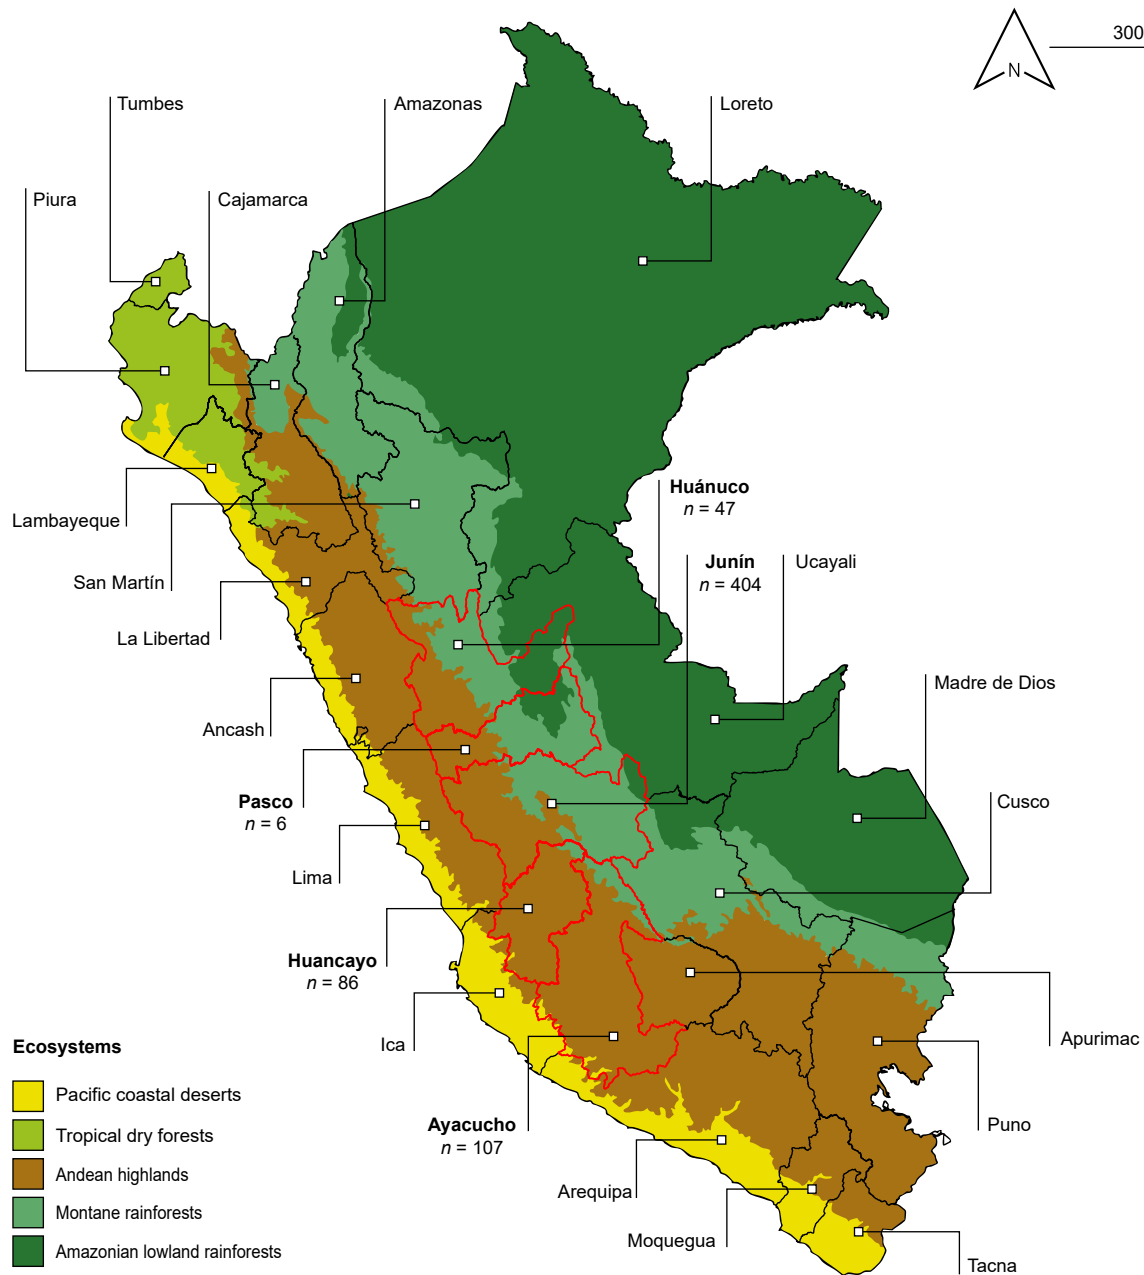 300
N
Tumbes
Amazonas
Loreto
Piura
Cajamarca
Huánuco
n = 47
Lambayeque
Junín
n = 404
Ucayali
San Martín
La Libertad
Madre de Dios
Ancash
Pasco
n = 6
Cusco
Lima
Huancayo
n = 86
Ica
Apurimac
Ecosystems
Pacific coastal deserts
Tropical dry forests
Andean highlands
Montane rainforests
Amazonian lowland rainforests
Ayacucho
n = 107
Puno
Arequipa
Moquegua
Tacna